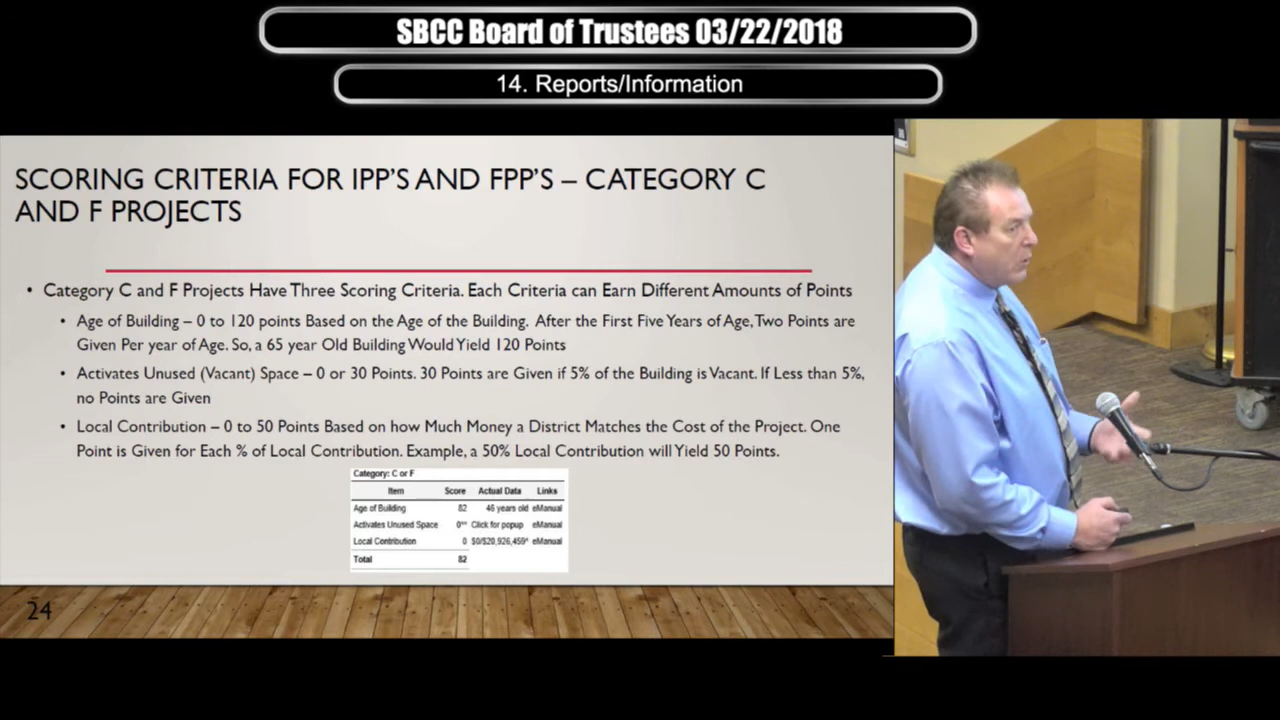 SBCC Board of Trustees 03/22/2018
14. Reports/Information
SCORING CRITERIA FOR IPP'S AND FPP'S – CATEGORY C
AND F PROJECTS
• Category C and F Projects Have Three Scoring Criteria. Each Criteria can Earn Different Amounts of Points
• Age of Building – 0 to 120 points Based on the Age of the Building. After the First Five Years of Age, Two Points are
Given Per year of Age. So, a 65 year Old Building Would Yield 120 Points
• Activates Unused (Vacant) Space – 0 or 30 Points. 30 Points are Given if 5% of the Building is Vacant. If Less than 5%,
no Points are Given
• Local Contribution – 0 to 50 Points Based on how Much Money a District Matches the Cost of the Project. One
Point is Given for Each % of Local Contribution. Example, a 50% Local Contribution will Yield 50 Points.
Category: C or F
Item Score Actual Data Links
Age of Building 82 46 years old eManual
Activates Unused Space 0** Click for popup eManual
Local Contribution 0 $0/$20,926,459* eManual
Total 82
24